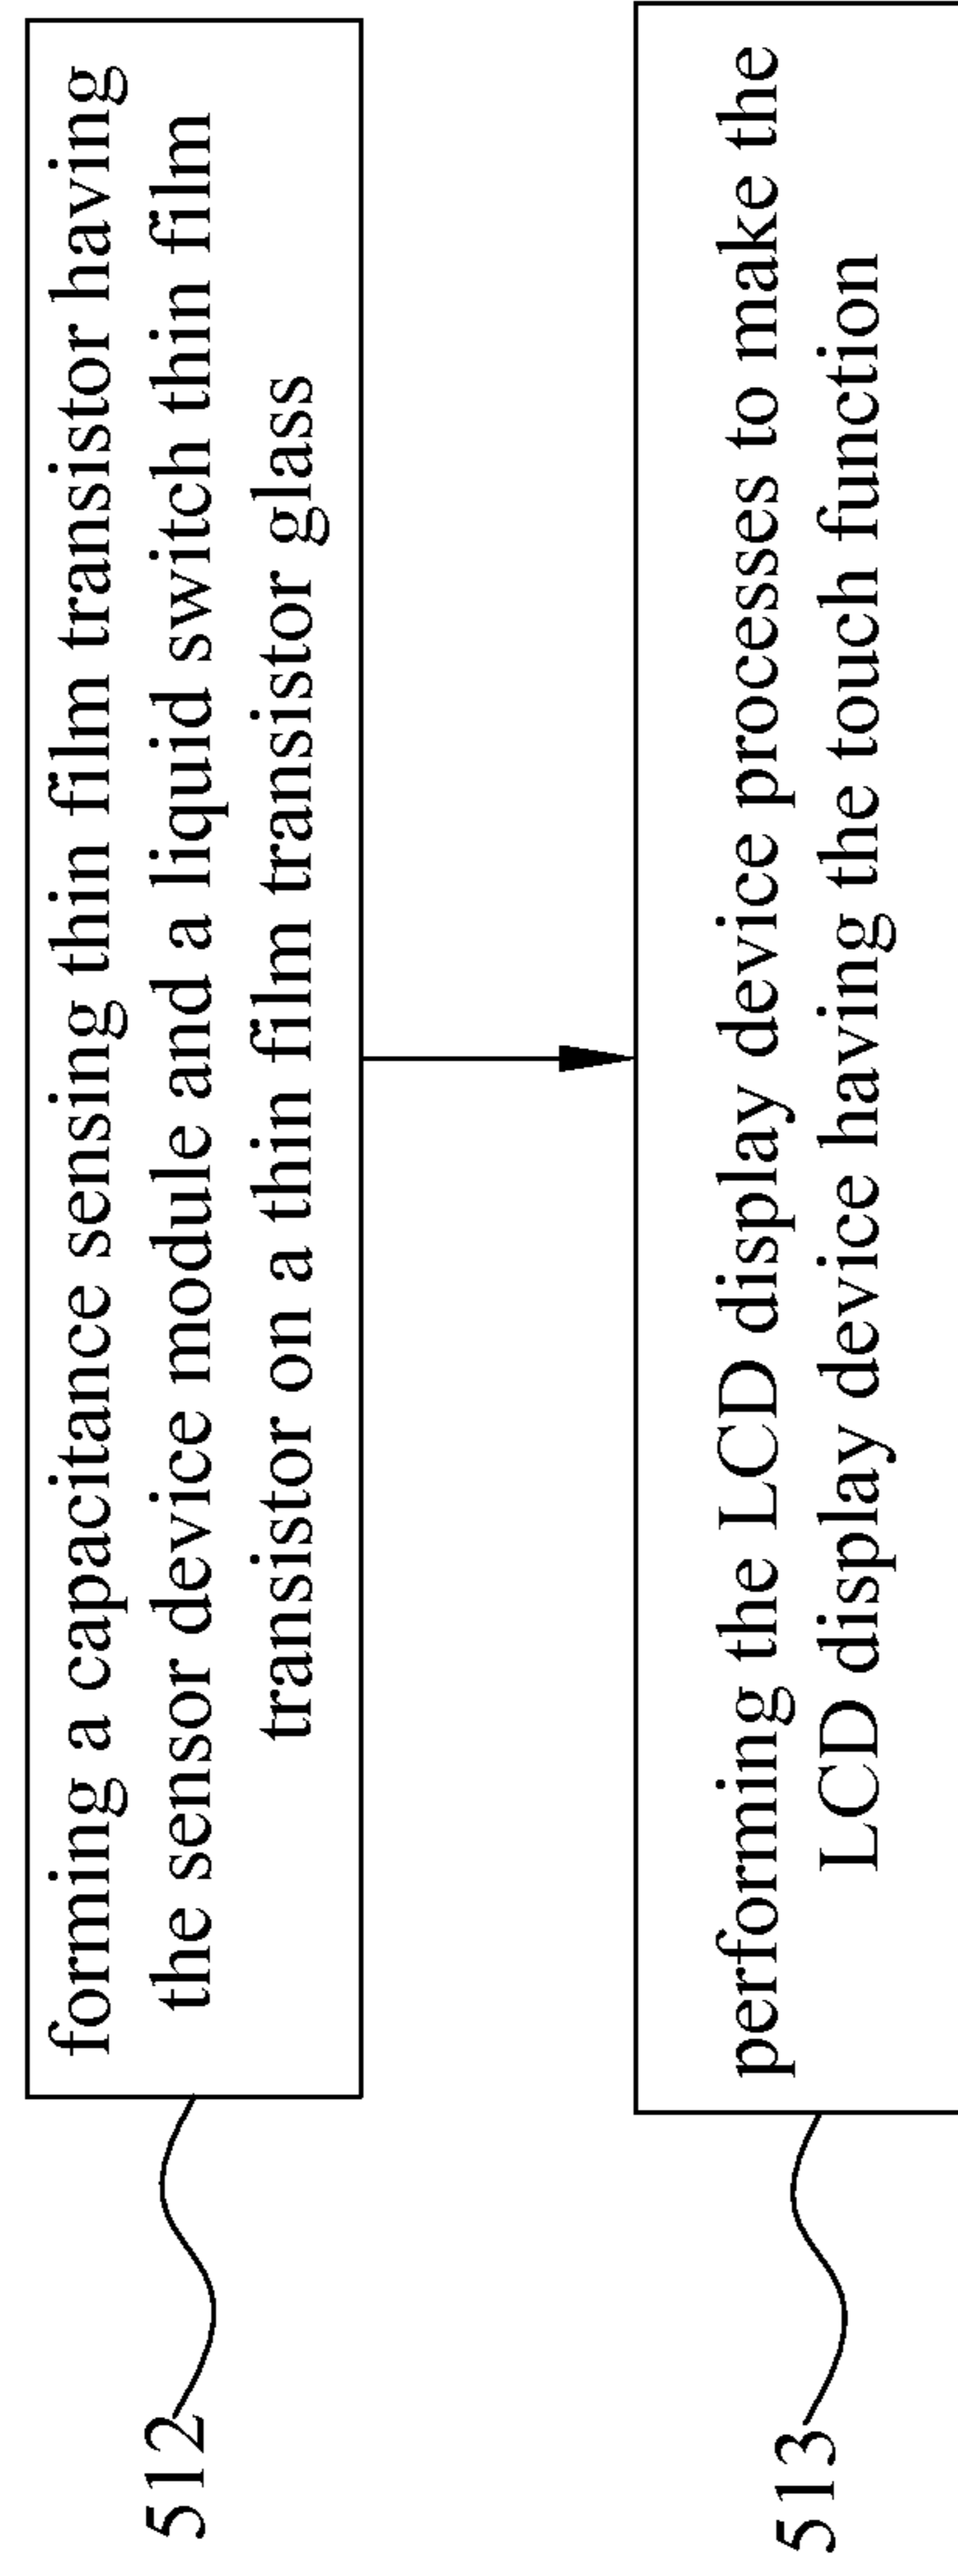 forming a capacitance sensing thin film transistor having
the sensor device module and a liquid switch thin film
transistor on a thin film transistor glass
512
performing the LCD display device processes to make the
LCD display device having the touch function
513